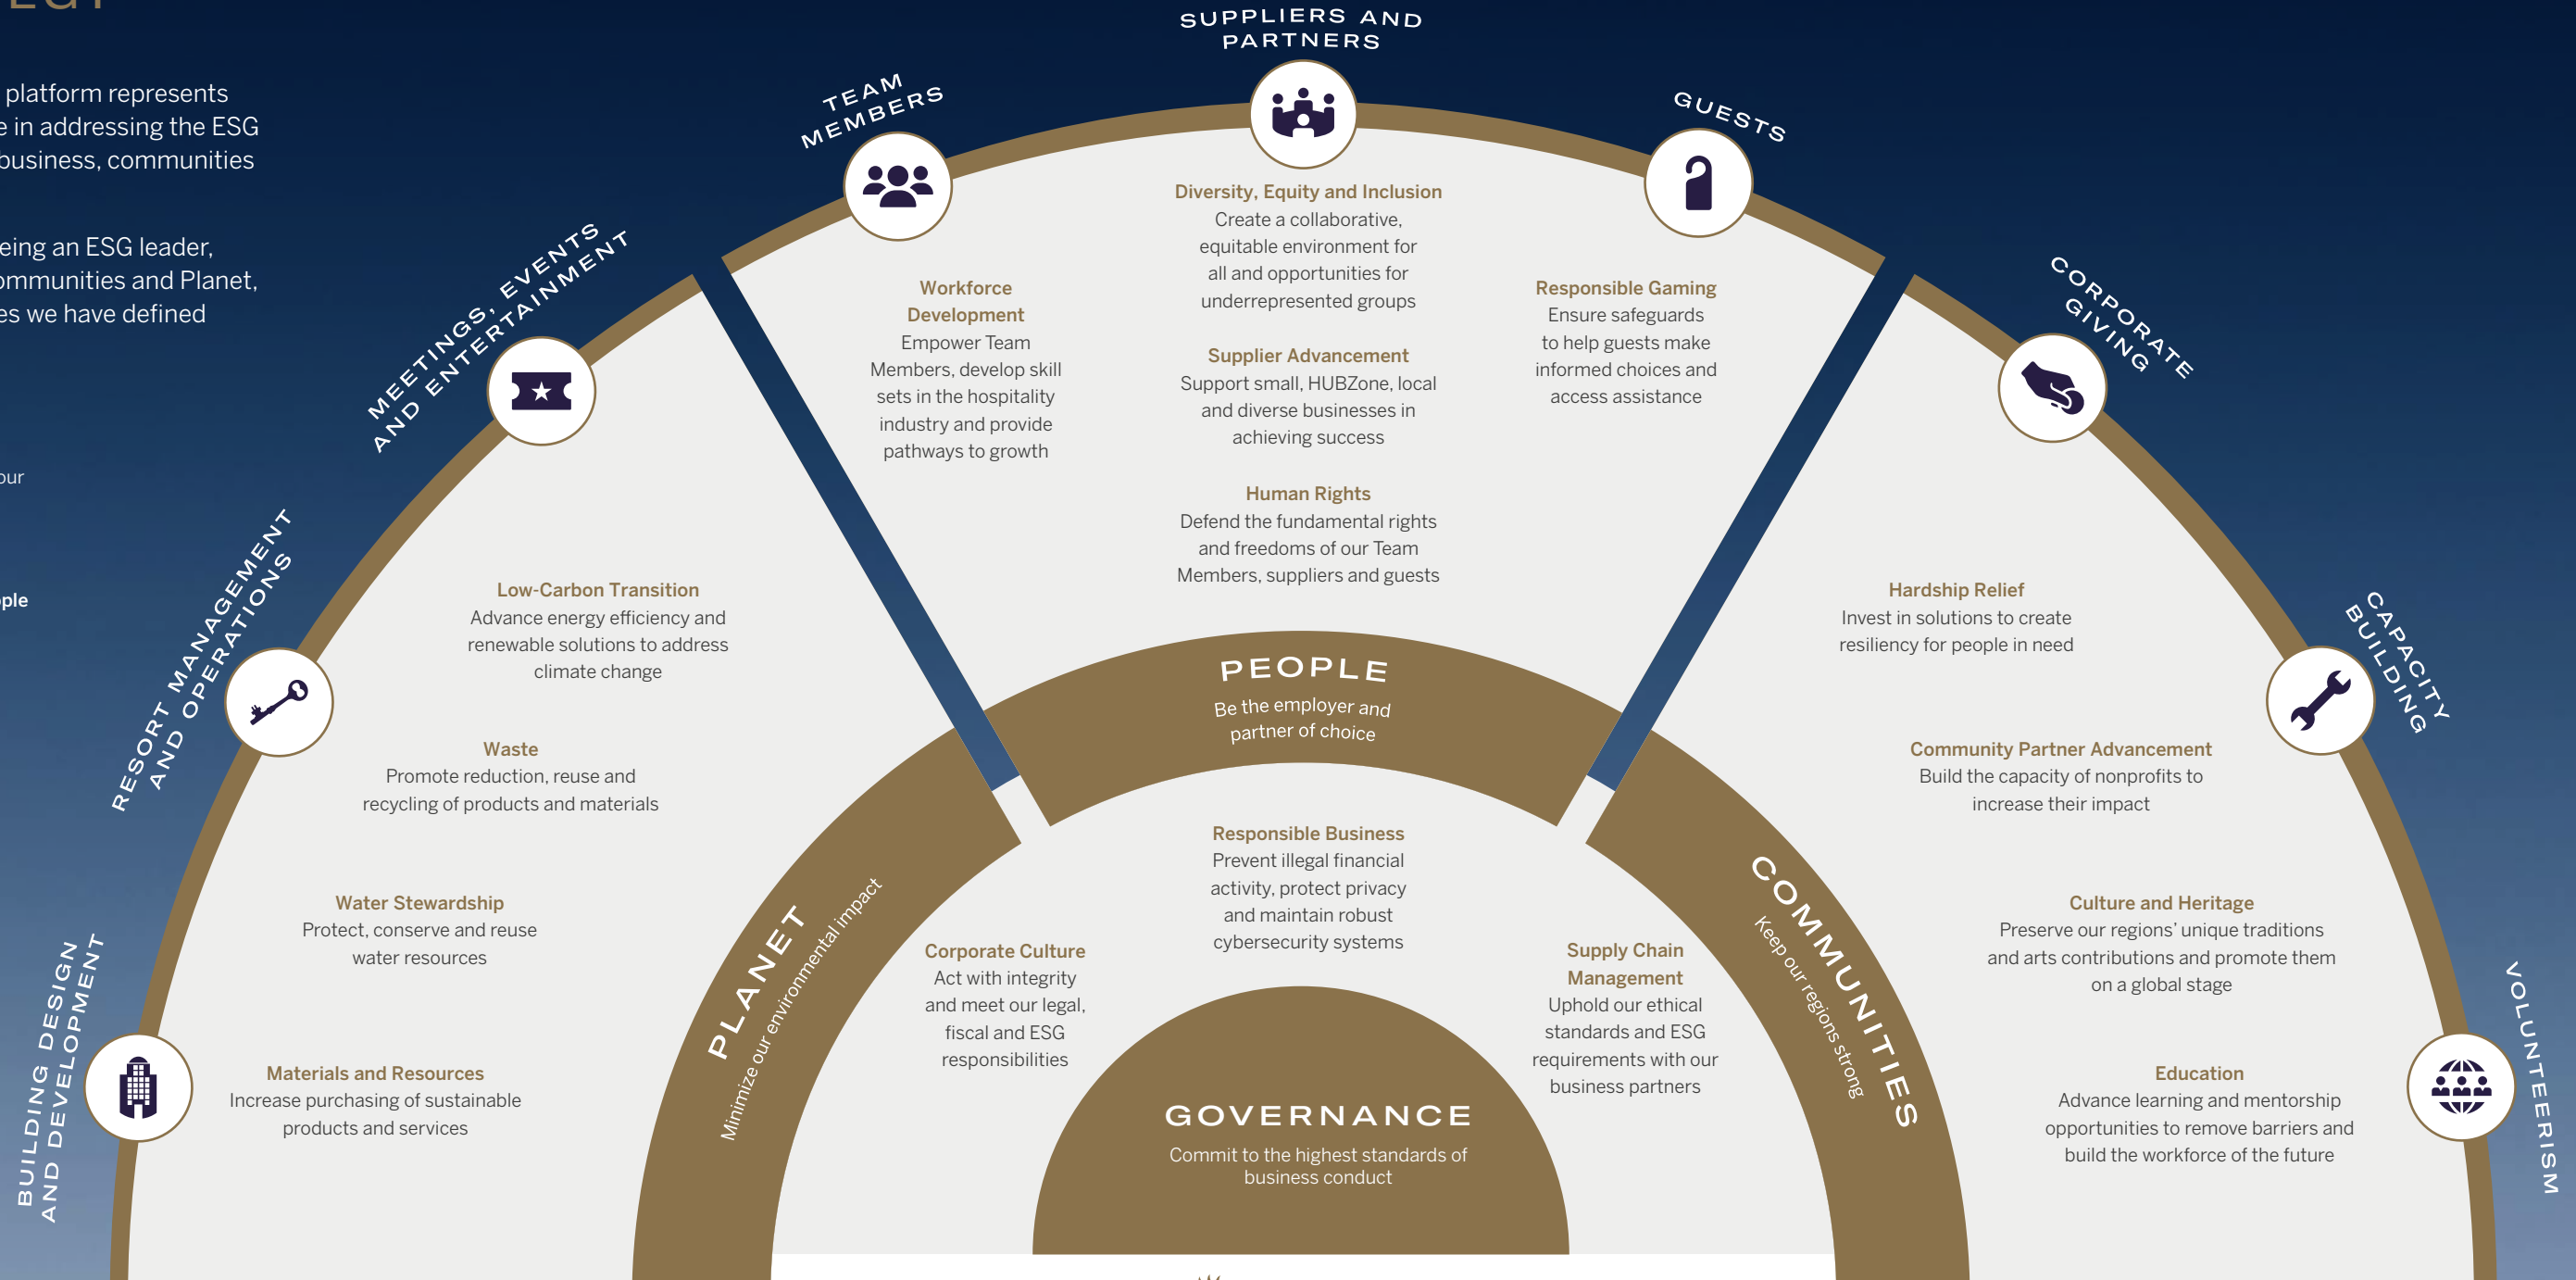 platform represents
in addressing the ESG
business, communities
eing an ESG leader,
ommunities and Planet,
es we have defined
our
ople
BUILDING DESIGN
AND DEVELOPMENT
RESORT MANAGEMENT
AND OPERATIONS
MEETINGS, EVENTS
AND ENTERTAINMENT
TEAM
MEMBERS
SUPPLIERS AND
PARTNERS
GUESTS
CORPORATE
GIVING
CAPACITY
BUILDING
VOLUNTEERISM
Low-Carbon Transition
Advance energy efficiency and
renewable solutions to address
climate change
Waste
Promote reduction, reuse and
recycling of products and materials
Water Stewardship
Protect, conserve and reuse
water resources
Materials and Resources
Increase purchasing of sustainable
products and services
PLANET
Minimize our environmental impact
Workforce
Development
Empower Team
Members, develop skill
sets in the hospitality
industry and provide
pathways to growth
Diversity, Equity and Inclusion
Create a collaborative,
equitable environment for
all and opportunities for
underrepresented groups
Supplier Advancement
Support small, HUBZone, local
and diverse businesses in
achieving success
Human Rights
Defend the fundamental rights
and freedoms of our Team
Members, suppliers and guests
Responsible Gaming
Ensure safeguards
to help guests make
informed choices and
access assistance
PEOPLE
Be the employer and
partner of choice
Hardship Relief
Invest in solutions to create
resiliency for people in need
Community Partner Advancement
Build the capacity of nonprofits to
increase their impact
Culture and Heritage
Preserve our regions’ unique traditions
and arts contributions and promote them
on a global stage
Education
Advance learning and mentorship
opportunities to remove barriers and
build the workforce of the future
COMMUNITIES
Keep our regions strong
Corporate Culture
Act with integrity
and meet our legal,
fiscal and ESG
responsibilities
Responsible Business
Prevent illegal financial
activity, protect privacy
and maintain robust
cybersecurity systems
Supply Chain
Management
Uphold our ethical
standards and ESG
requirements with our
business partners
GOVERNANCE
Commit to the highest standards of
business conduct